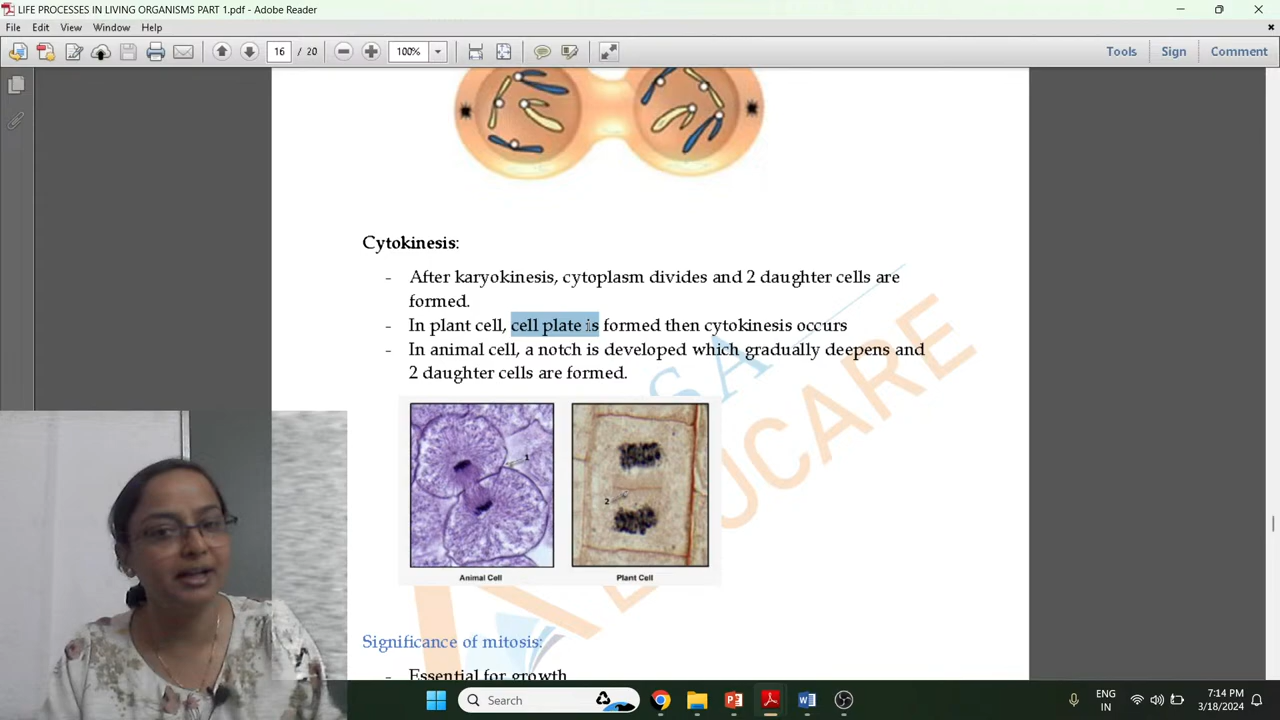 LIFE PROCESSES IN LIVING ORGANISMS PART 1.pdf - Adobe Reader
File Edit View Window Help
16 / 20 100% Tools Sign Comment
Cytokinesis:
- After karyokinesis, cytoplasm divides and 2 daughter cells are
formed.
- In plant cell, cell plate is formed then cytokinesis occurs
- In animal cell, a notch is developed which gradually deepens and
2 daughter cells are formed.
1
2
Animal Cell Plant Cell
Significance of mitosis:
- Essential for growth
Search
ENG
IN
7:14 PM
3/18/2024